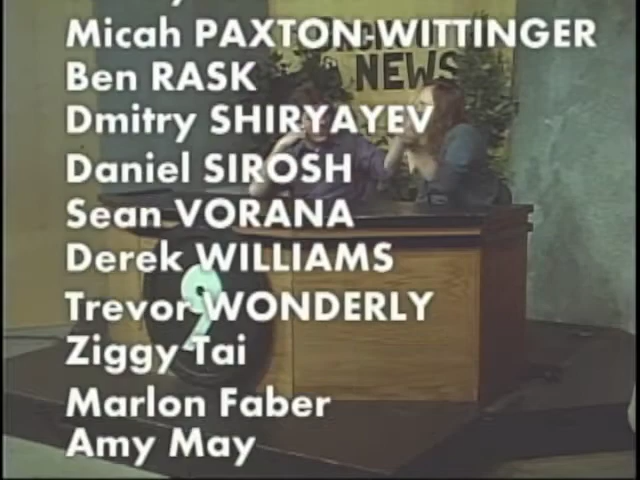 Micah PAXTON-WITTINGER
NEWS
Ben RASK
Dmitry SHIRYAYEV
Daniel SIROSH
Sean VORANA
Derek WILLIAMS
9
Trevor WONDERLY
Ziggy Tai
Marlon Faber
Amy May